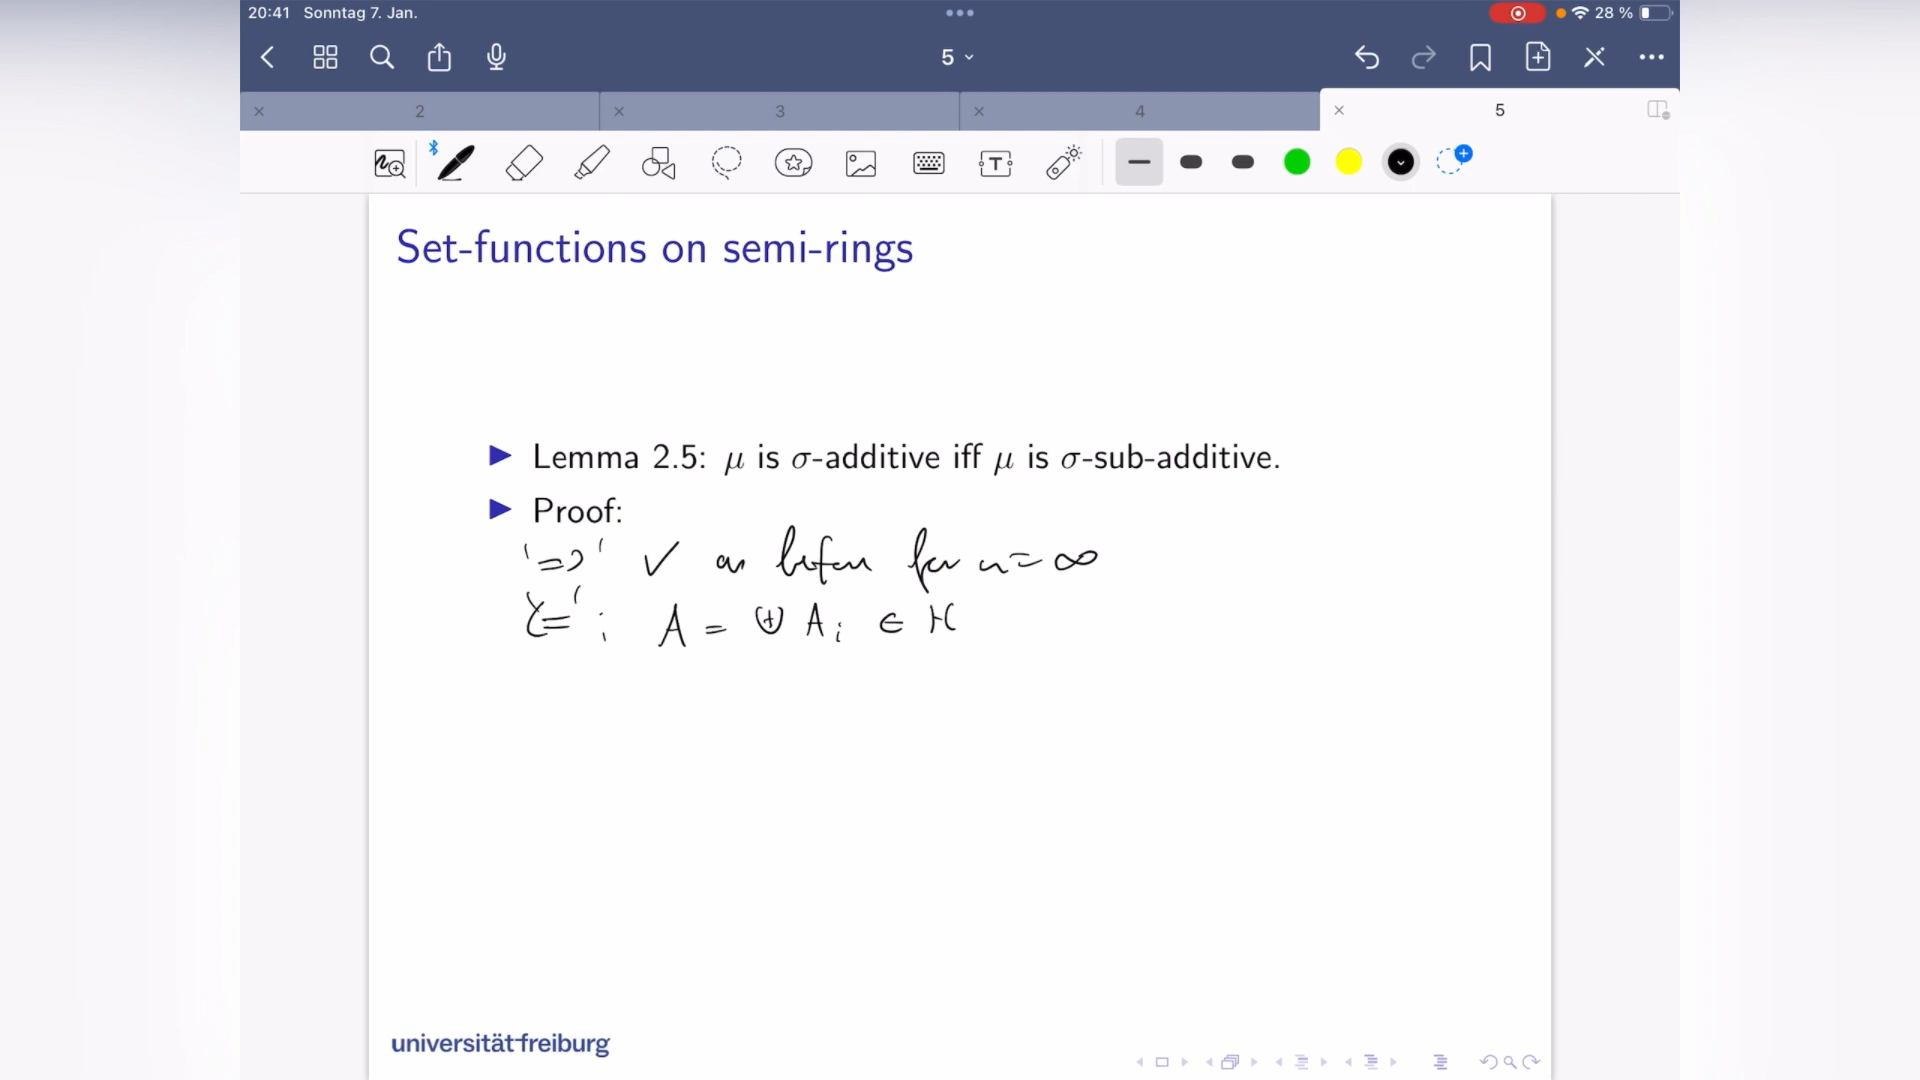 20:41 Sonntag 7. Jan. 28 %
5
2 3 4 5
T
Set-functions on semi-rings
▶ Lemma 2.5: μ is σ-additive iff μ is σ-sub-additive.
▶ Proof:
'⇒' ✓ as before for n=∞
'⇐': A = ⊎ A_i ∈ H
universität freiburg